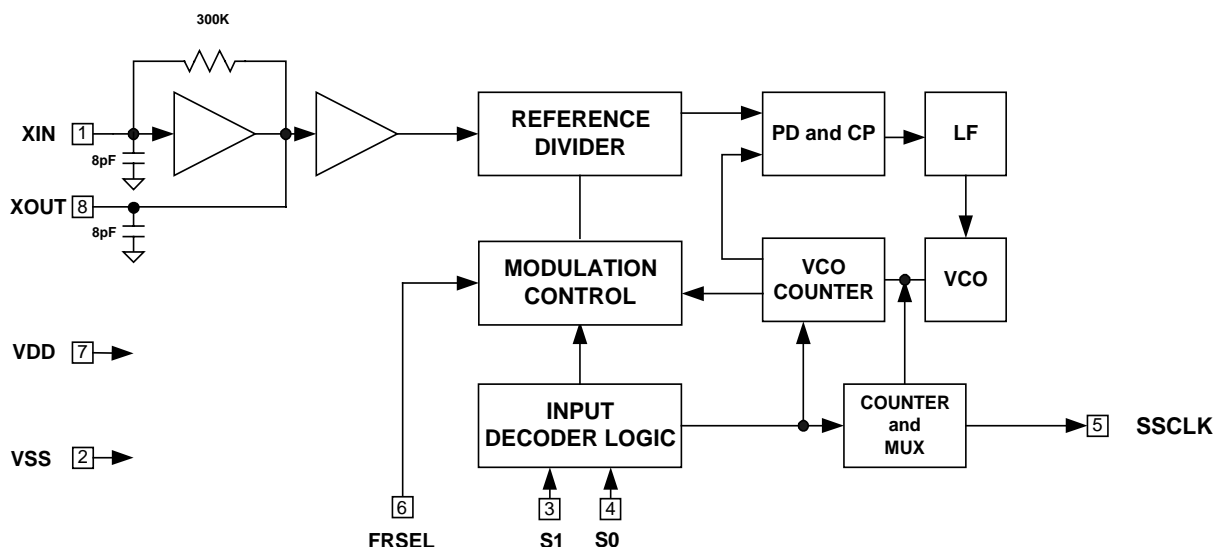 300K
XIN 1
8pF
XOUT 8
8pF
REFERENCE
DIVIDER
PD and CP
LF
MODULATION
CONTROL
VCO
COUNTER
VCO
VDD 7
VSS 2
INPUT
DECODER LOGIC
COUNTER
and
MUX
5 SSCLK
6
FRSEL
3
S1
4
S0